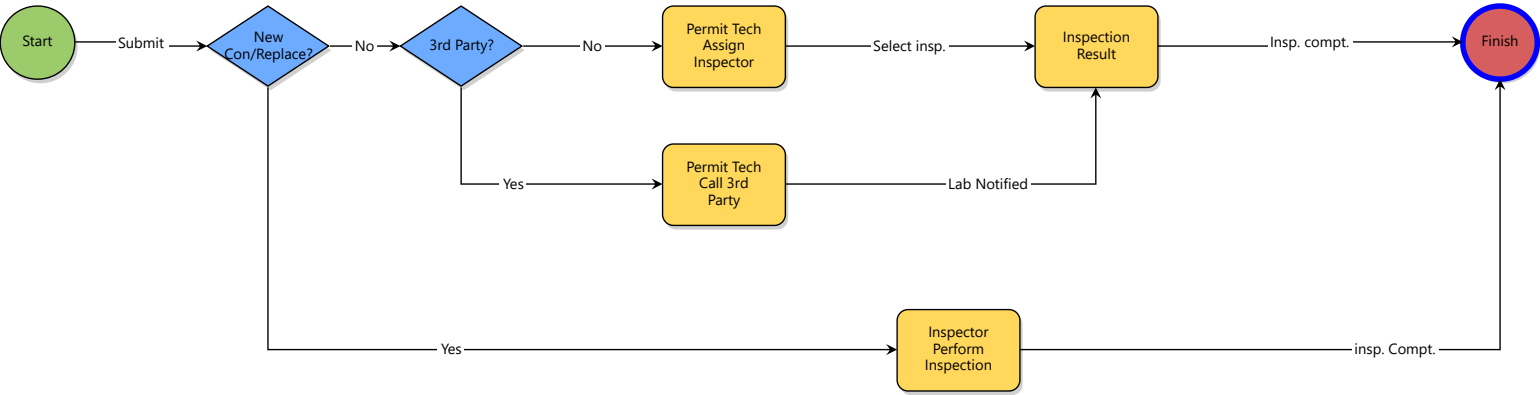 Start
Submit
New
Con/Replace?
No
3rd Party?
No
Permit Tech
Assign
Inspector
Select insp.
Inspection
Result
Insp. compt.
Finish
Yes
Permit Tech
Call 3rd
Party
Lab Notified
Yes
Inspector
Perform
Inspection
insp. Compt.